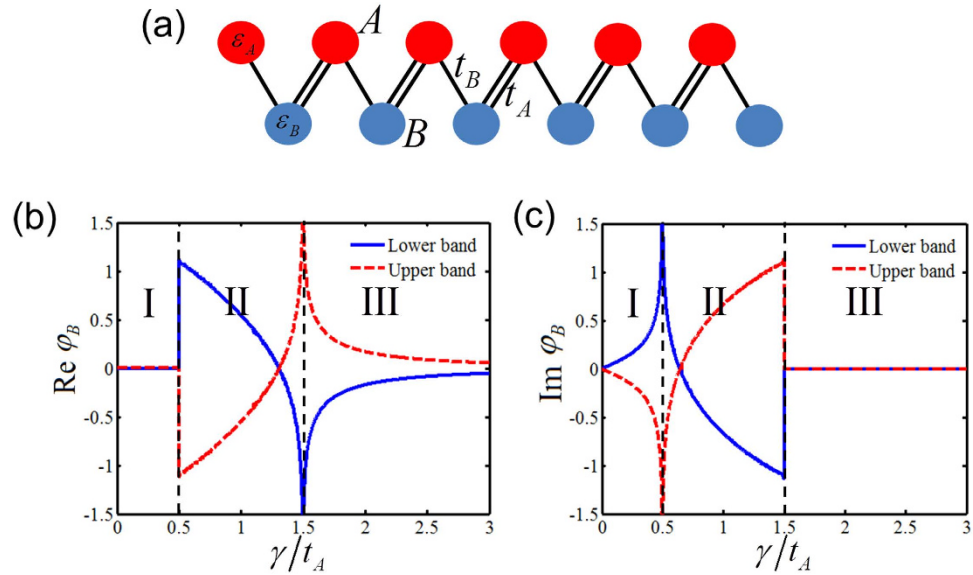 (a)
ε_A
A
t_B
t_A
ε_B
B
(b)
(c)
1.5
1
0.5
0
-0.5
-1
-1.5
Re φ_B
Lower band
Upper band
I
II
III
0
0.5
1
1.5
2
2.5
3
γ/t_A
1.5
1
0.5
0
-0.5
-1
-1.5
Im φ_B
Lower band
Upper band
I
II
III
0
0.5
1
1.5
2
2.5
3
γ/t_A